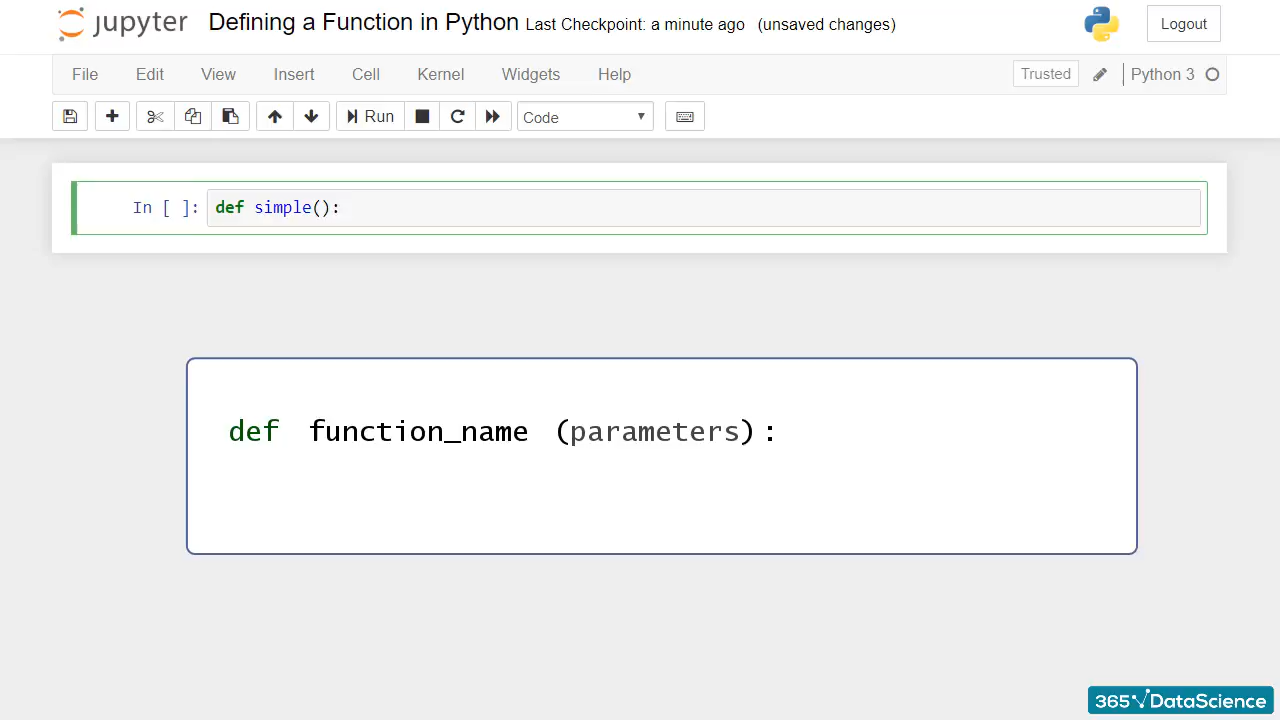 jupyter Defining a Function in Python Last Checkpoint: a minute ago (unsaved changes) Logout
File Edit View Insert Cell Kernel Widgets Help Trusted Python 3
Run Code
In [ ]: def simple():
def function_name (parameters):
365 DataScience